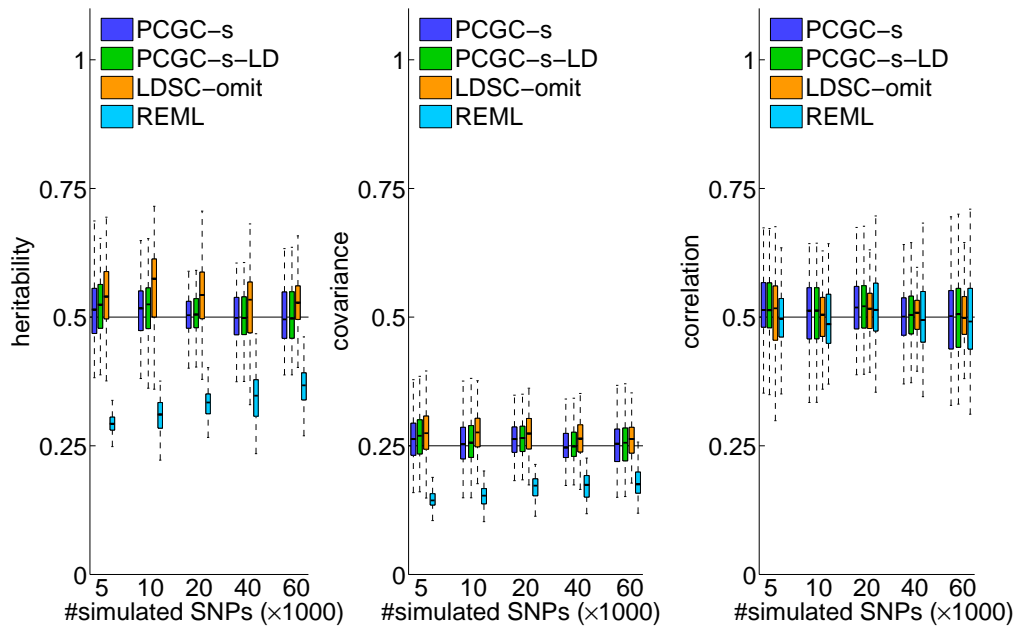 PCGC−s
PCGC−s−LD
LDSC−omit
REML
1
0.75
0.5
0.25
0
heritability
5 10 20 40 60
#simulated SNPs (×1000)
PCGC−s
PCGC−s−LD
LDSC−omit
REML
1
0.75
0.5
0.25
0
covariance
5 10 20 40 60
#simulated SNPs (×1000)
PCGC−s
PCGC−s−LD
LDSC−omit
REML
1
0.75
0.5
0.25
0
correlation
5 10 20 40 60
#simulated SNPs (×1000)